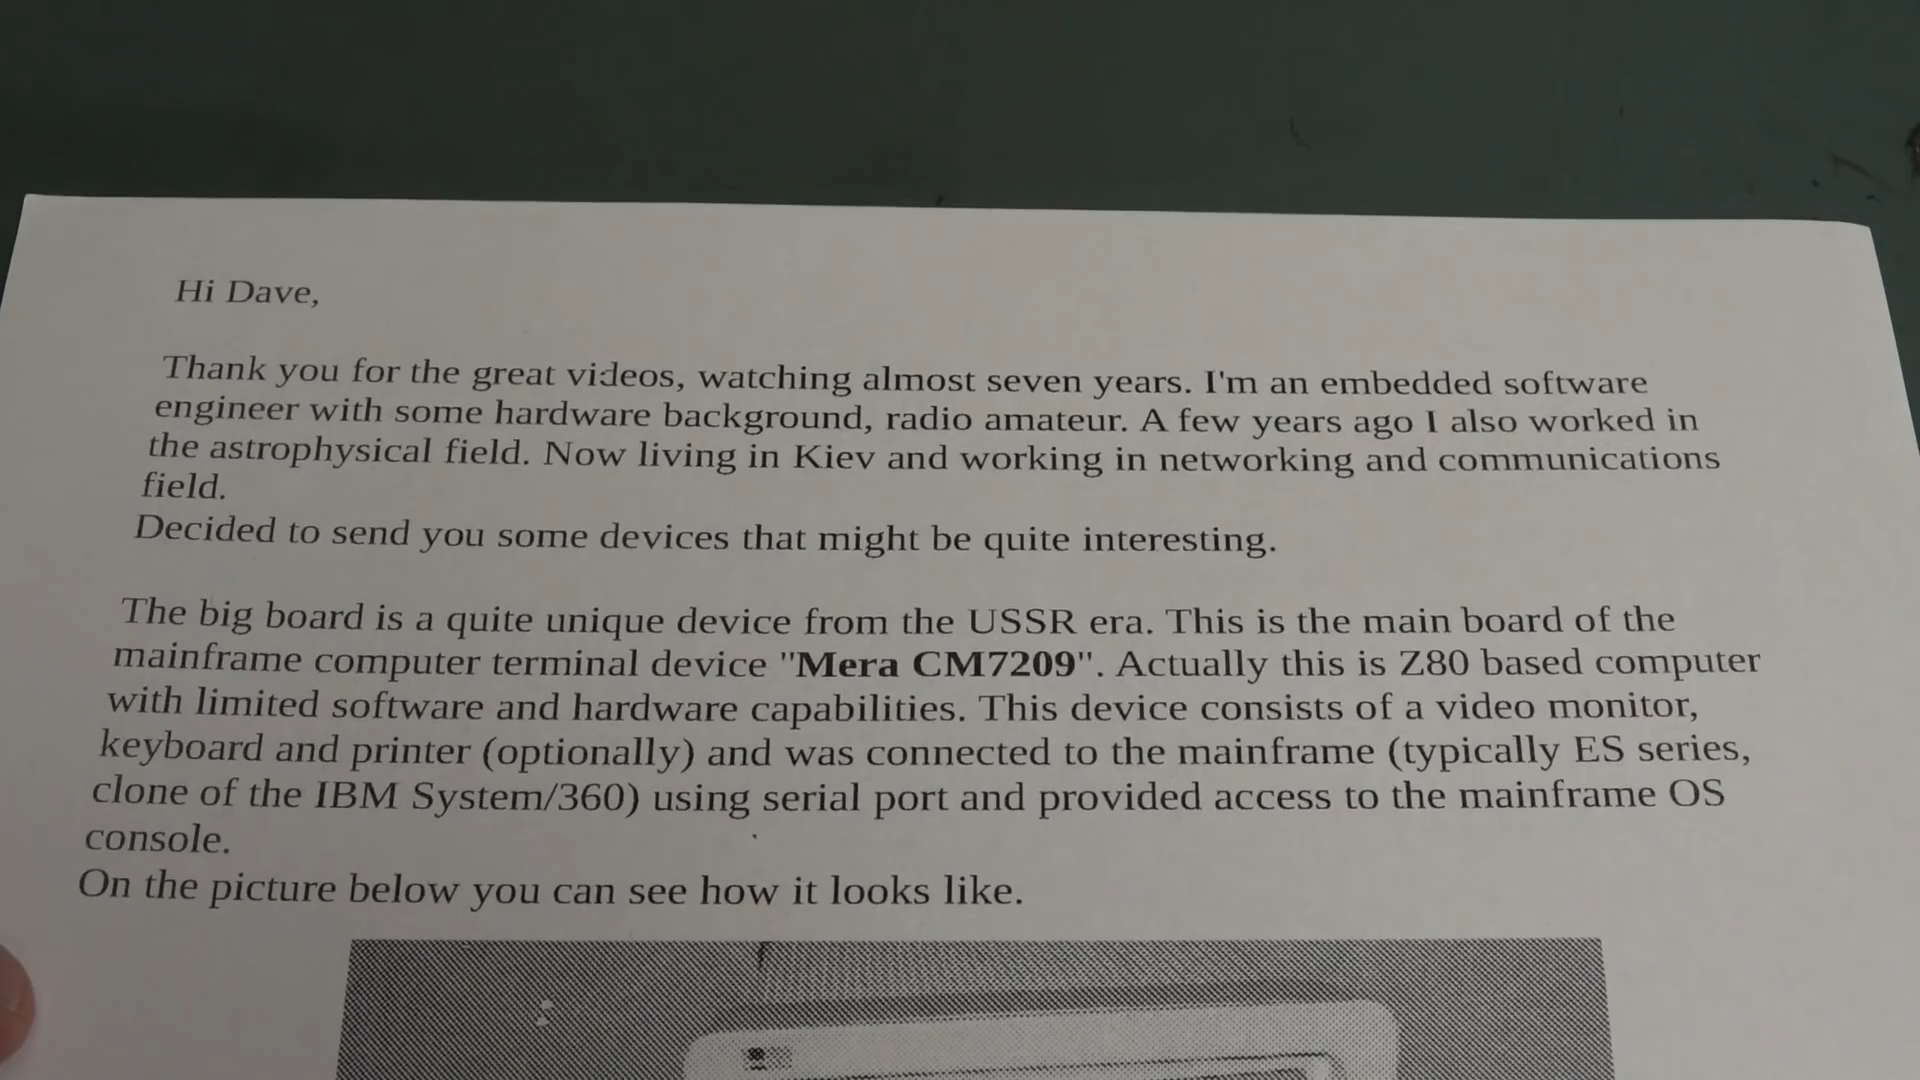 Hi Dave,
Thank you for the great videos, watching almost seven years. I'm an embedded software
engineer with some hardware background, radio amateur. A few years ago I also worked in
the astrophysical field. Now living in Kiev and working in networking and communications
field.
Decided to send you some devices that might be quite interesting.
The big board is a quite unique device from the USSR era. This is the main board of the
mainframe computer terminal device "Mera CM7209". Actually this is Z80 based computer
with limited software and hardware capabilities. This device consists of a video monitor,
keyboard and printer (optionally) and was connected to the mainframe (typically ES series,
clone of the IBM System/360) using serial port and provided access to the mainframe OS
console.
On the picture below you can see how it looks like.